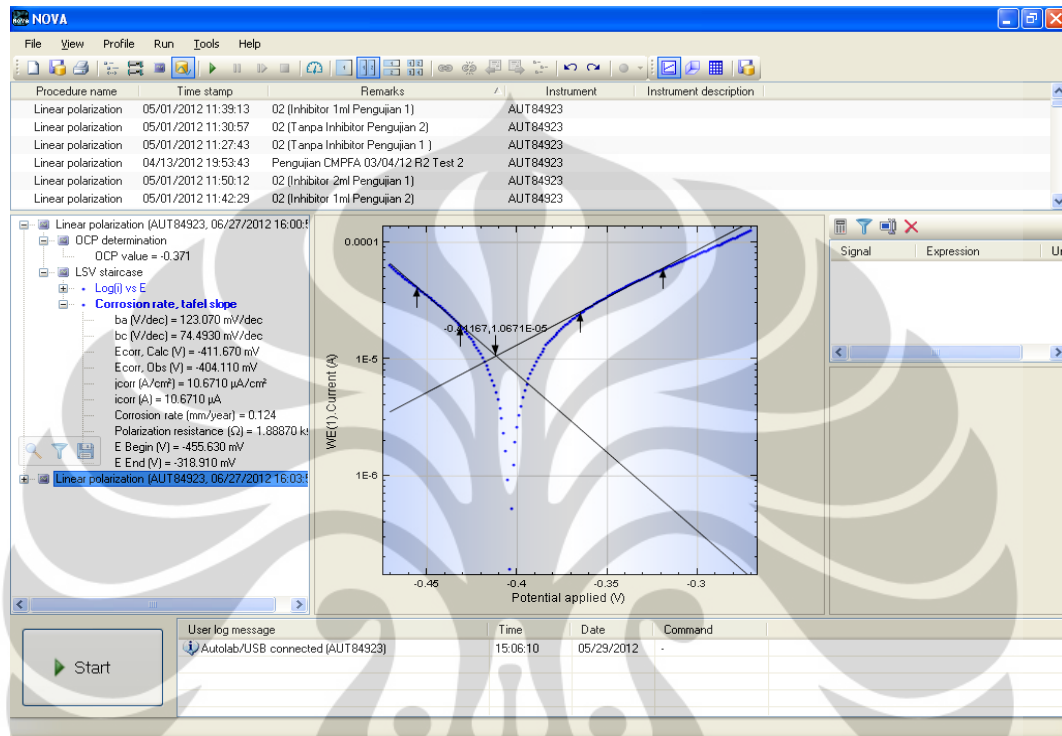 NOVA
File View Profile Run Tools Help
Procedure name Time stamp Remarks Instrument Instrument description
Linear polarization 05/01/2012 11:39:13 02 (Inhibitor 1ml Pengujian 1) AUT84923
Linear polarization 05/01/2012 11:30:57 02 (Tanpa Inhibitor Pengujian 2) AUT84923
Linear polarization 05/01/2012 11:27:43 02 (Tanpa Inhibitor Pengujian 1 ) AUT84923
Linear polarization 04/13/2012 19:53:43 Pengujian CMPFA 03/04/12 R2 Test 2 AUT84923
Linear polarization 05/01/2012 11:50:12 02 (Inhibitor 2ml Pengujian 1) AUT84923
Linear polarization 05/01/2012 11:42:29 02 (Inhibitor 1ml Pengujian 2) AUT84923
Linear polarization (AUT84923, 06/27/2012 16:00:
OCP determination
OCP value = -0.371
LSV staircase
Log(i) vs E
Corrosion rate, tafel slope
ba (V/dec) = 123.070 mV/dec
bc (V/dec) = 74.4930 mV/dec
Ecorr, Calc (V) = -411.670 mV
Ecorr, Obs (V) = -404.110 mV
jcorr (A/cm²) = 10.6710 µA/cm²
icorr (A) = 10.6710 µA
Corrosion rate (mm/year) = 0.124
Polarization resistance (Ω) = 1.88870
E Begin (V) = -455.630 mV
E End (V) = -318.910 mV
Linear polarization (AUT84923, 06/27/2012 16:03:
0.0001
1E-5
1E-6
WE(1).Current (A)
-0.41167,1.0671E-05
-0.45 -0.4 -0.35 -0.3
Potential applied (V)
Signal Expression Un
Start
User log message Time Date Command
Autolab/USB connected (AUT84923) 15:06:10 05/29/2012 -